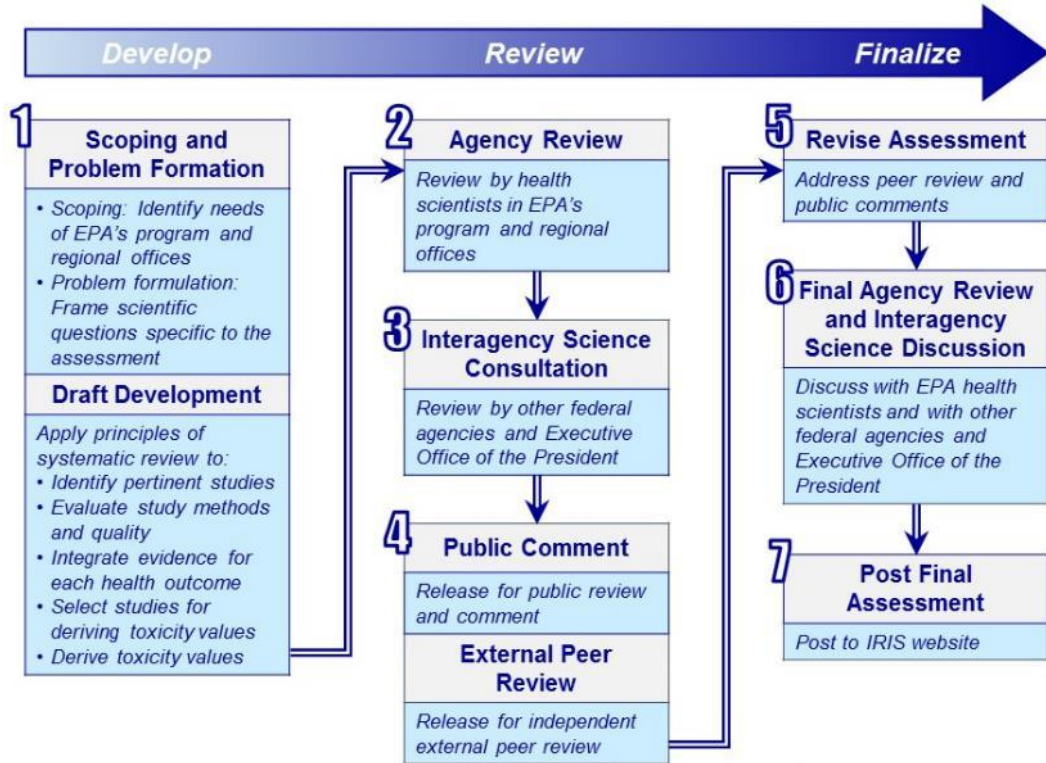 Develop
Review
Finalize
1
Scoping and
Problem Formation
• Scoping: Identify needs
of EPA's program and
regional offices
• Problem formulation:
Frame scientific
questions specific to the
assessment
Draft Development
Apply principles of
systematic review to:
• Identify pertinent studies
• Evaluate study methods
and quality
• Integrate evidence for
each health outcome
• Select studies for
deriving toxicity values
• Derive toxicity values
2
Agency Review
Review by health
scientists in EPA's
program and regional
offices
3
Interagency Science
Consultation
Review by other federal
agencies and Executive
Office of the President
4
Public Comment
Release for public review
and comment
External Peer
Review
Release for independent
external peer review
5
Revise Assessment
Address peer review and
public comments
6
Final Agency Review
and Interagency
Science Discussion
Discuss with EPA health
scientists and with other
federal agencies and
Executive Office of the
President
7
Post Final
Assessment
Post to IRIS website